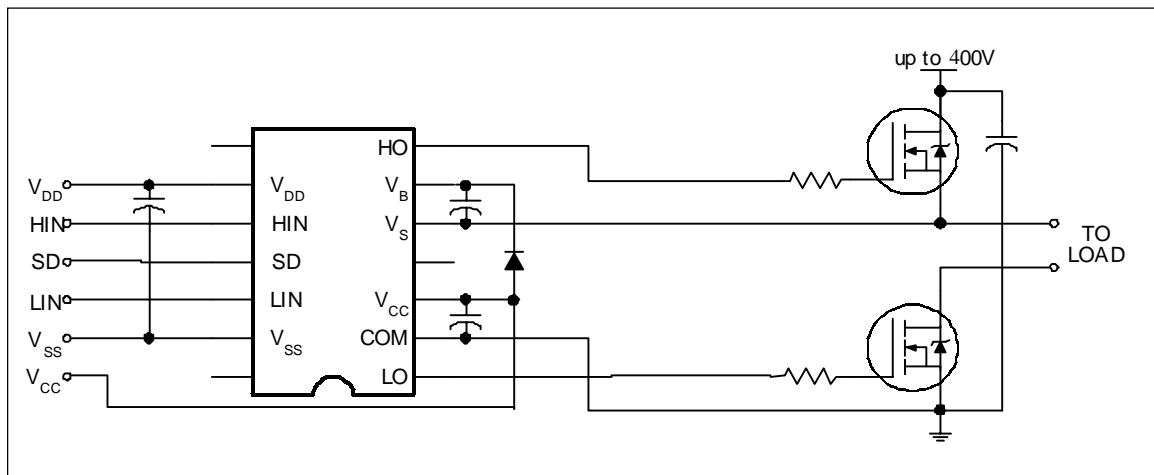 up to 400V
HO
V_DD
V_DD
V_B
HIN
HIN
V_S
TO
LOAD
SD
SD
LIN
LIN
V_CC
V_SS
V_SS
COM
V_CC
LO